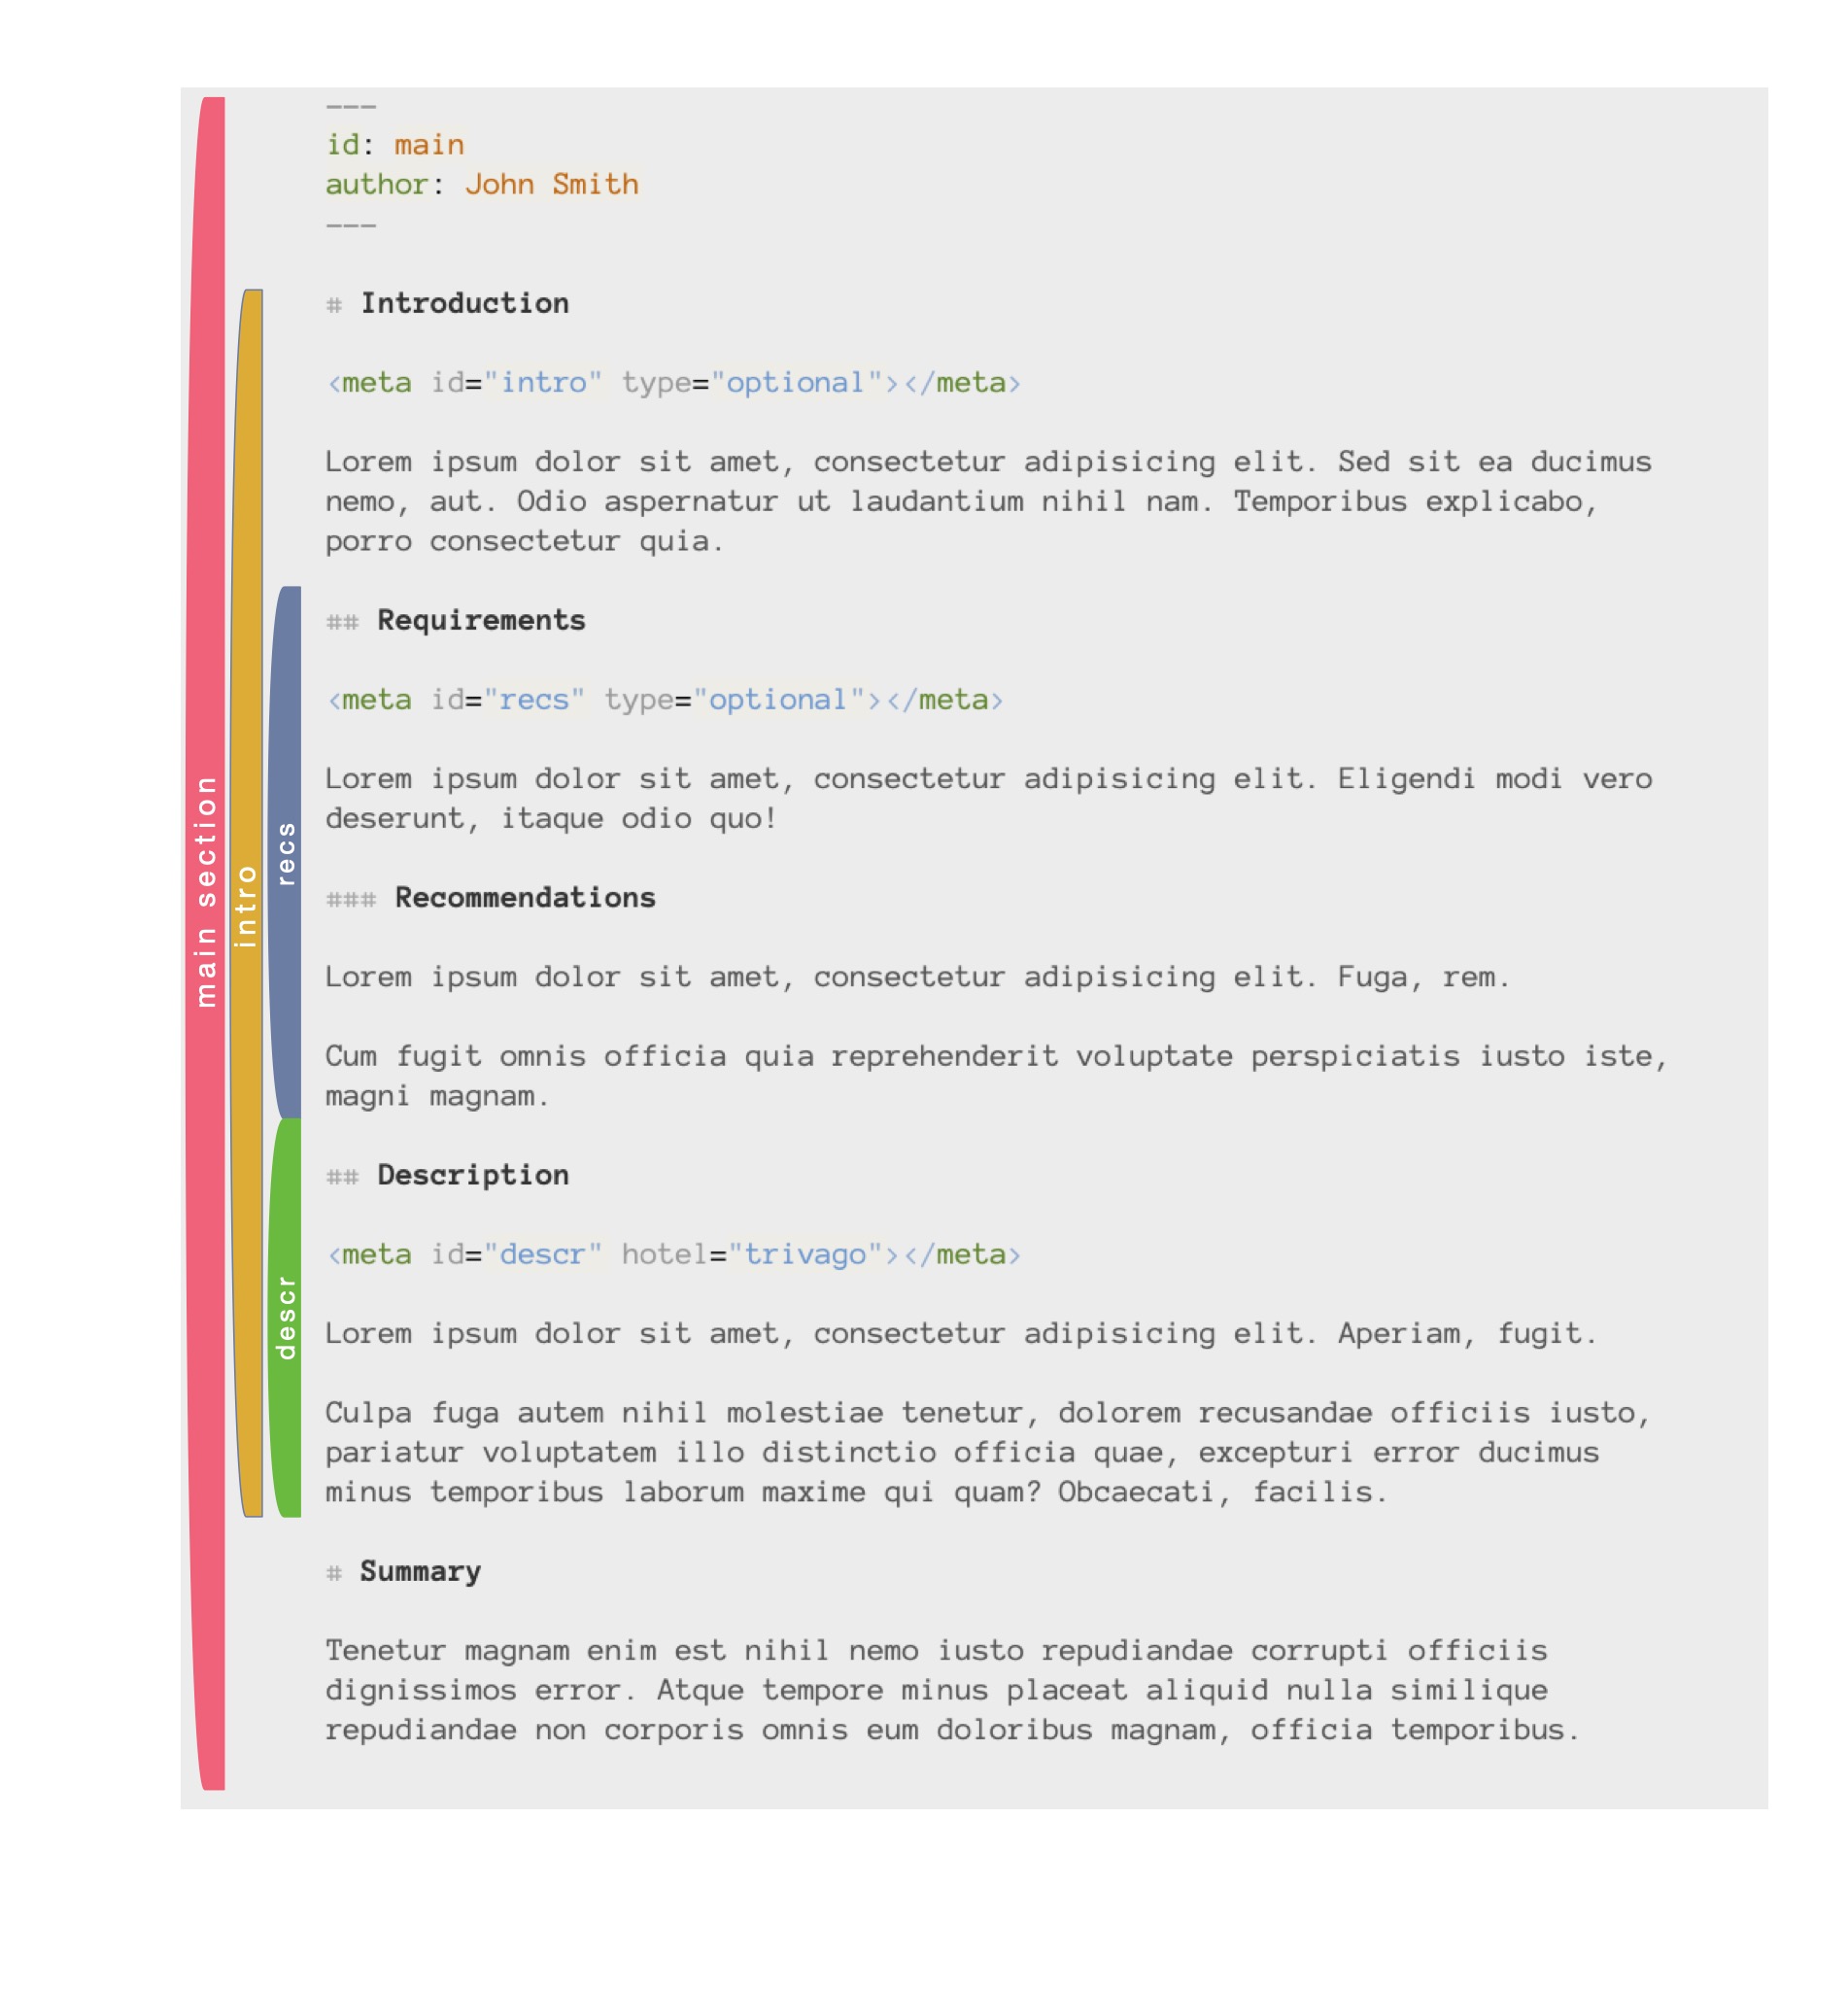 ---
id: main
author: John Smith
---
# Introduction
<meta id="intro" type="optional"></meta>
Lorem ipsum dolor sit amet, consectetur adipisicing elit. Sed sit ea ducimus
nemo, aut. Odio aspernatur ut laudantium nihil nam. Temporibus explicabo,
porro consectetur quia.
## Requirements
<meta id="recs" type="optional"></meta>
Lorem ipsum dolor sit amet, consectetur adipisicing elit. Eligendi modi vero
deserunt, itaque odio quo!
### Recommendations
Lorem ipsum dolor sit amet, consectetur adipisicing elit. Fuga, rem.
Cum fugit omnis officia quia reprehenderit voluptate perspiciatis iusto iste,
magni magnam.
## Description
<meta id="descr" hotel="trivago"></meta>
Lorem ipsum dolor sit amet, consectetur adipisicing elit. Aperiam, fugit.
Culpa fuga autem nihil molestiae tenetur, dolorem recusandae officiis iusto,
pariatur voluptatem illo distinctio officia quae, excepturi error ducimus
minus temporibus laborum maxime qui quam? Obcaecati, facilis.
# Summary
Tenetur magnam enim est nihil nemo iusto repudiandae corrupti officiis
dignissimos error. Atque tempore minus placeat aliquid nulla similique
repudiandae non corporis omnis eum doloribus magnam, officia temporibus.
main section
intro
recs
descr